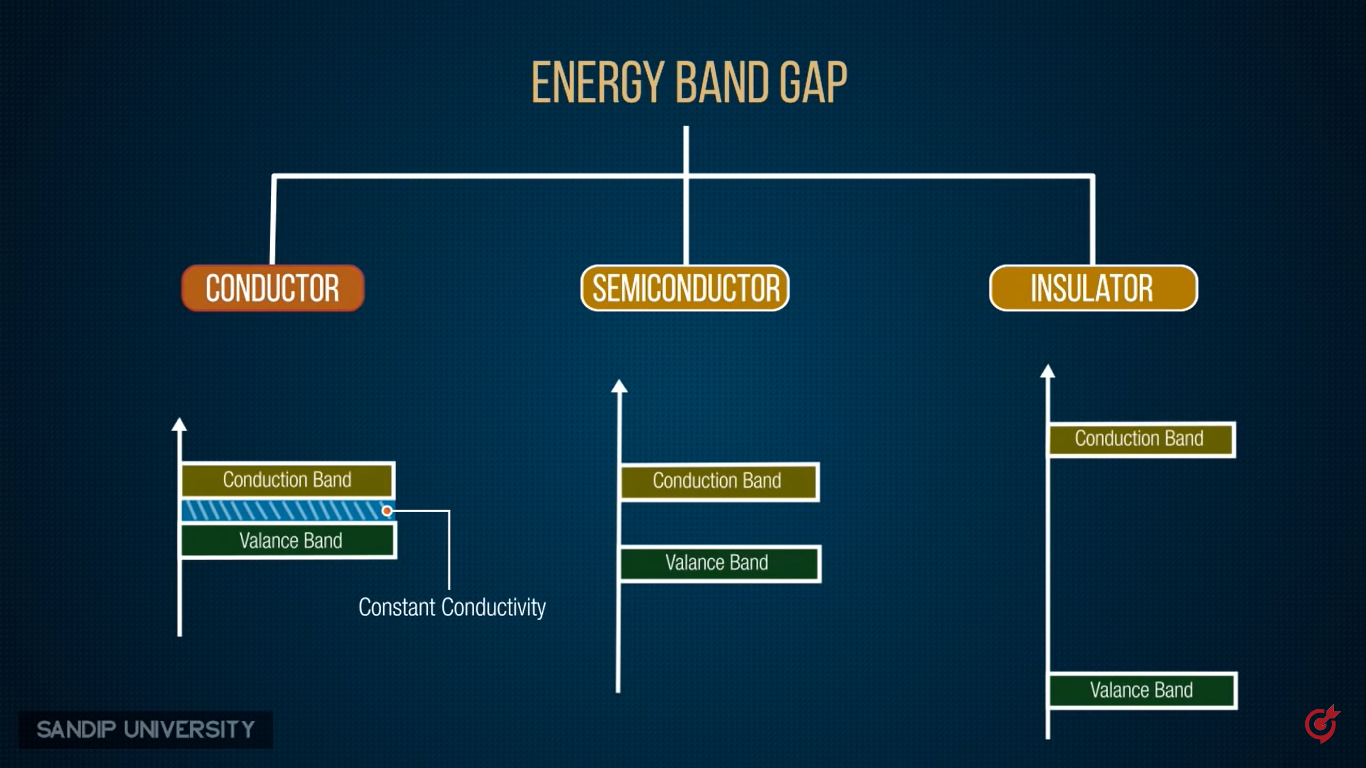 ENERGY BAND GAP
CONDUCTOR
SEMICONDUCTOR
INSULATOR
Conduction Band
Valance Band
Constant Conductivity
Conduction Band
Valance Band
Conduction Band
Valance Band
SANDIP UNIVERSITY